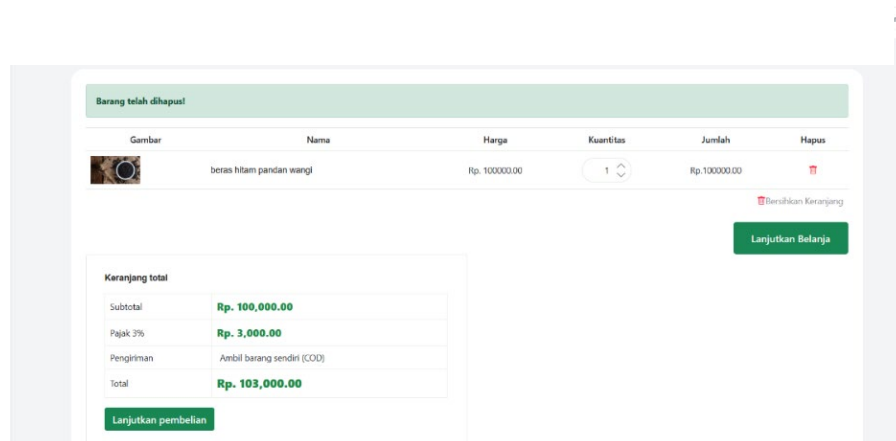 Barang telah dihapus!
Gambar Nama Harga Kuantitas Jumlah Hapus
beras hitam pandan wangi Rp. 100000.00 1 Rp.100000.00
Bersihkan Keranjang
Lanjutkan Belanja
Keranjang total
Subtotal Rp. 100,000.00
Pajak 3% Rp. 3,000.00
Pengiriman Ambil barang sendiri (COD)
Total Rp. 103,000.00
Lanjutkan pembelian